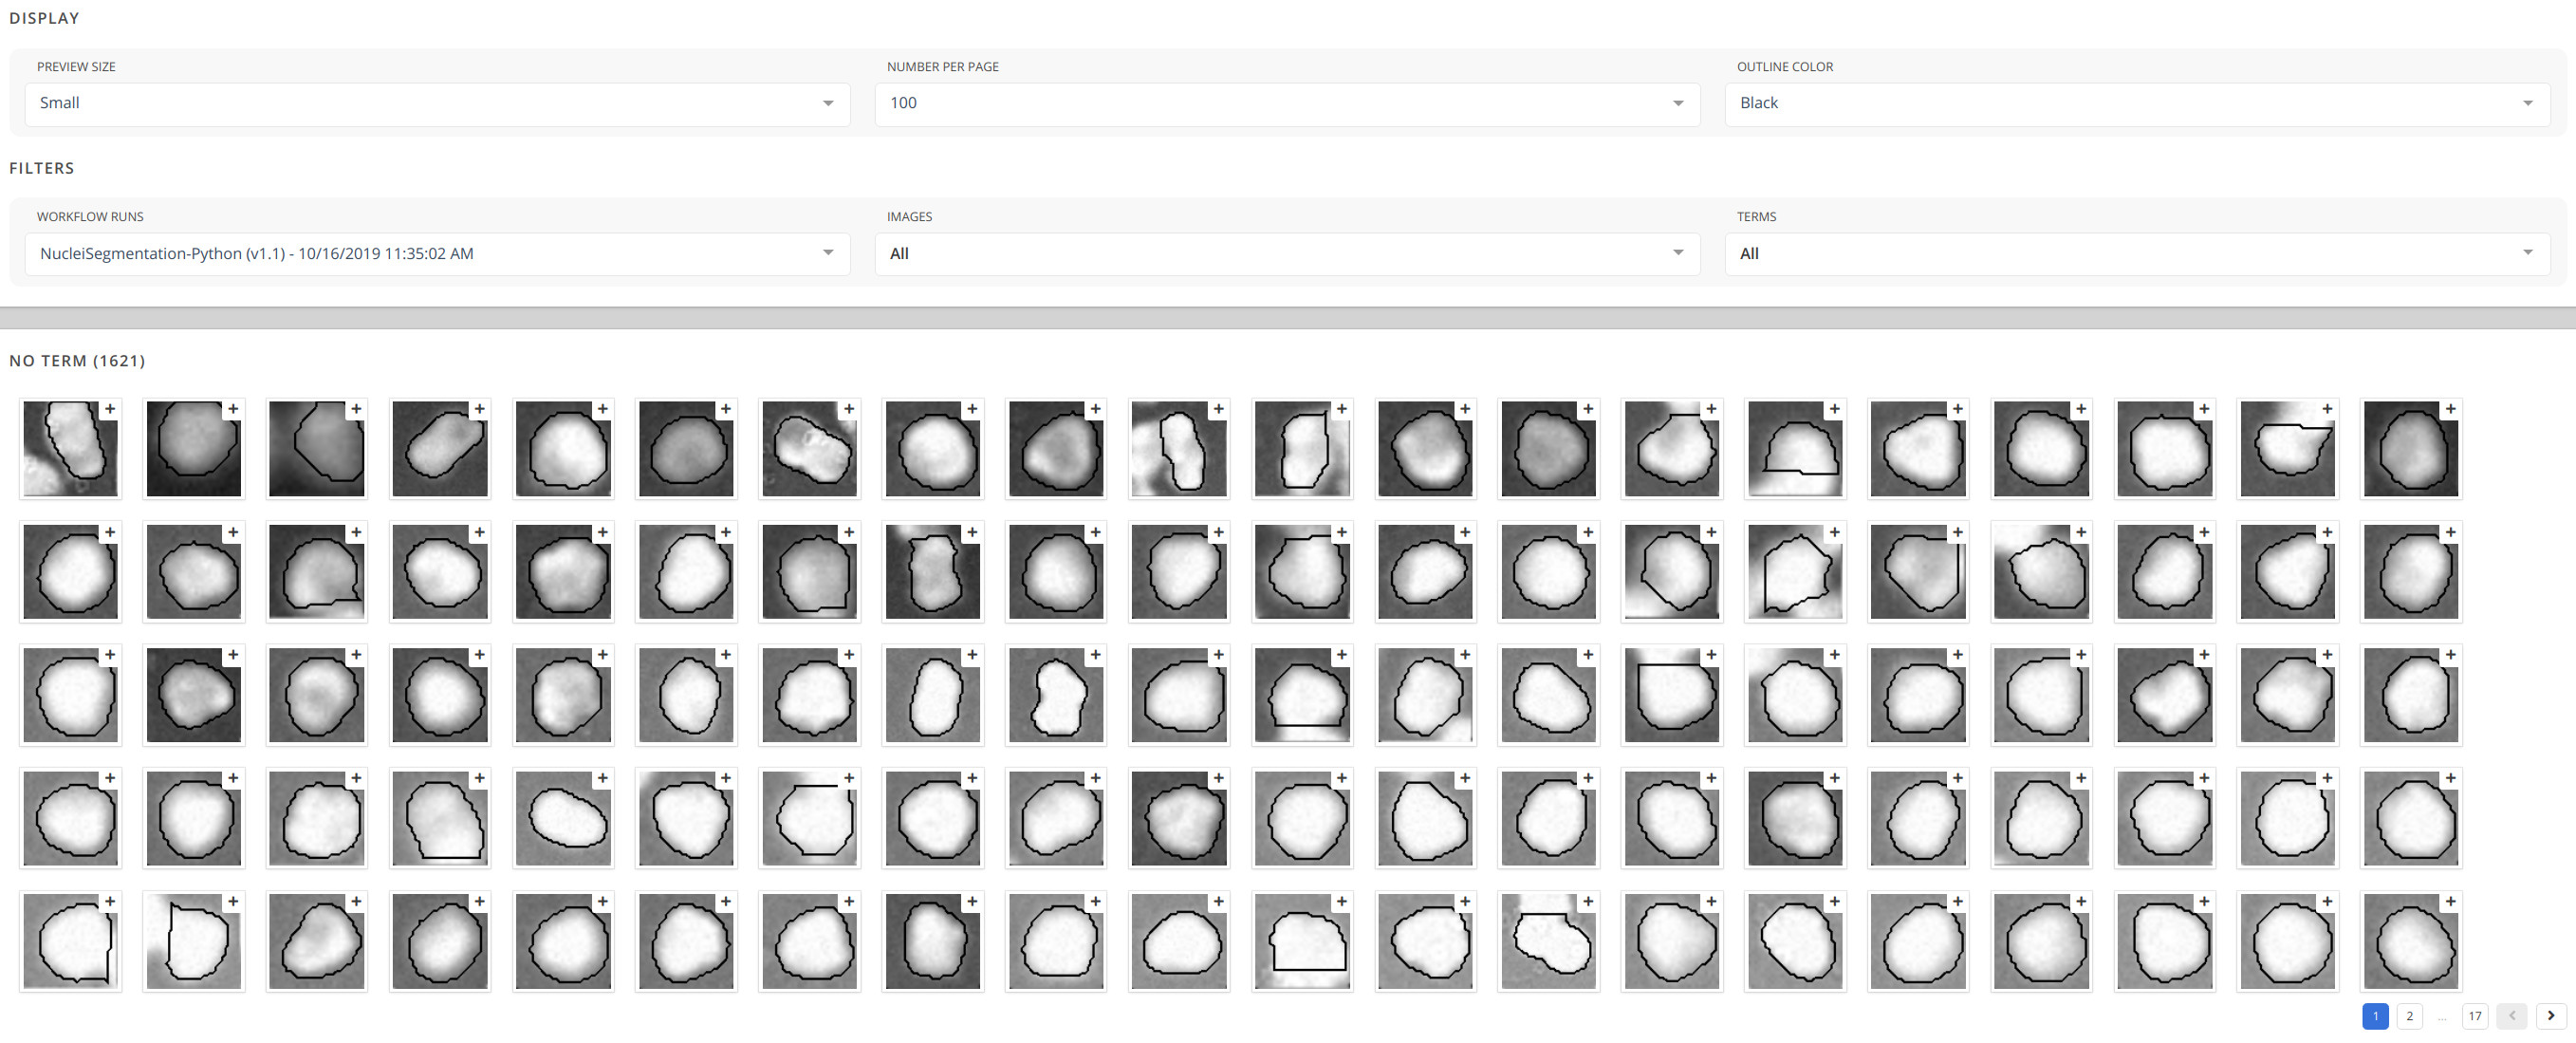 DISPLAY
PREVIEW SIZE NUMBER PER PAGE OUTLINE COLOR
Small 100 Black
FILTERS
WORKFLOW RUNS IMAGES TERMS
NucleiSegmentation-Python (v1.1) - 10/16/2019 11:35:02 AM All All
NO TERM (1621)
1 2 ... 17